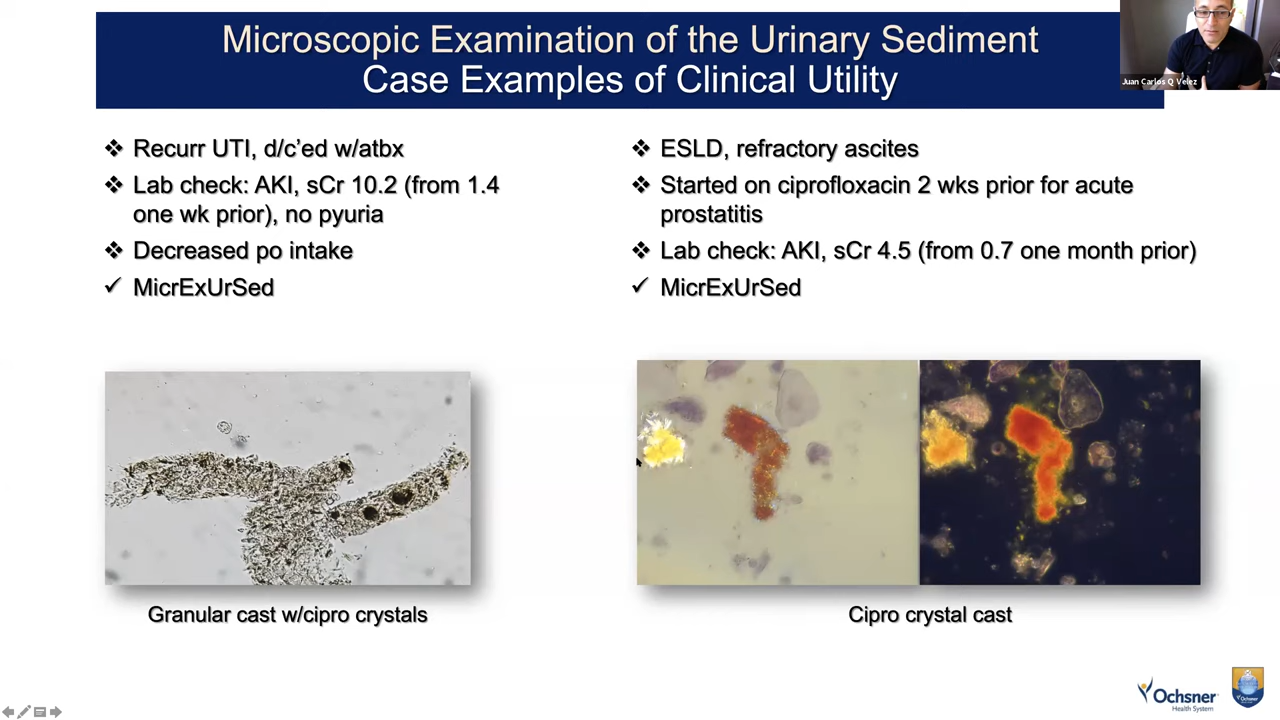 Microscopic Examination of the Urinary Sediment
Case Examples of Clinical Utility
Juan Carlos Q Velez
❖ Recurr UTI, d/c’ed w/atbx
❖ Lab check: AKI, sCr 10.2 (from 1.4
one wk prior), no pyuria
❖ Decreased po intake
✓ MicrExUrSed
❖ ESLD, refractory ascites
❖ Started on ciprofloxacin 2 wks prior for acute
prostatitis
❖ Lab check: AKI, sCr 4.5 (from 0.7 one month prior)
✓ MicrExUrSed
Granular cast w/cipro crystals
Cipro crystal cast
Ochsner
Health System
Ochsner